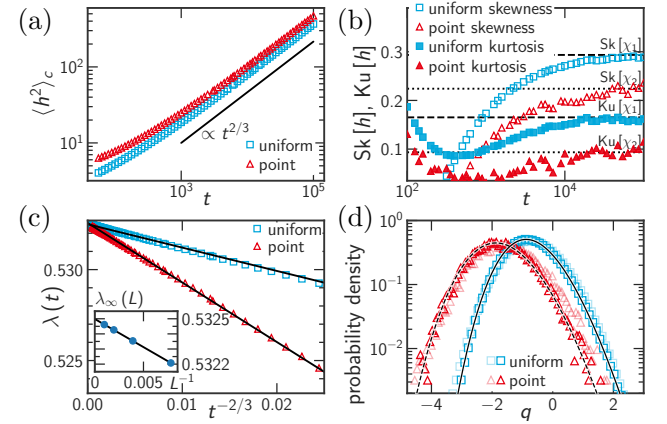 (a)
⟨h²⟩_c
10²
10¹
∝ t^{2/3}
uniform
point
10³
10⁵
t
(b)
uniform skewness
point skewness
uniform kurtosis
point kurtosis
Sk[h], Ku[h]
0.3
0.2
0.1
Sk[χ₁]
Sk[χ₂]
Ku[χ₁]
Ku[χ₂]
10²
10⁴
t
(c)
uniform
point
λ(t)
0.530
0.525
λ_∞(L)
0.5325
0.5322
0
0.005
L^{-1}
0.00
0.01
0.02
t^{-2/3}
(d)
probability density
10⁰
10^{-1}
10^{-2}
uniform
point
−4
−2
0
2
q